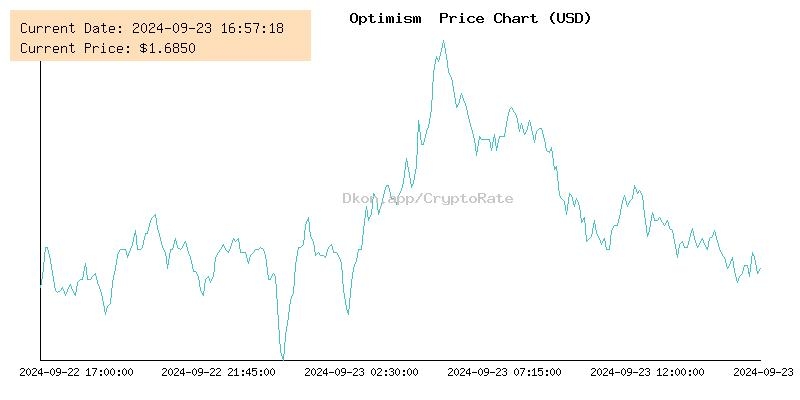 Optimism  Price Chart (USD)
Current Date: 2024-09-23 16:57:18
Current Price: $1.6850
Dkon.app/CryptoRate
2024-09-22 17:00:00 2024-09-22 21:45:00 2024-09-23 02:30:00 2024-09-23 07:15:00 2024-09-23 12:00:00 2024-09-23